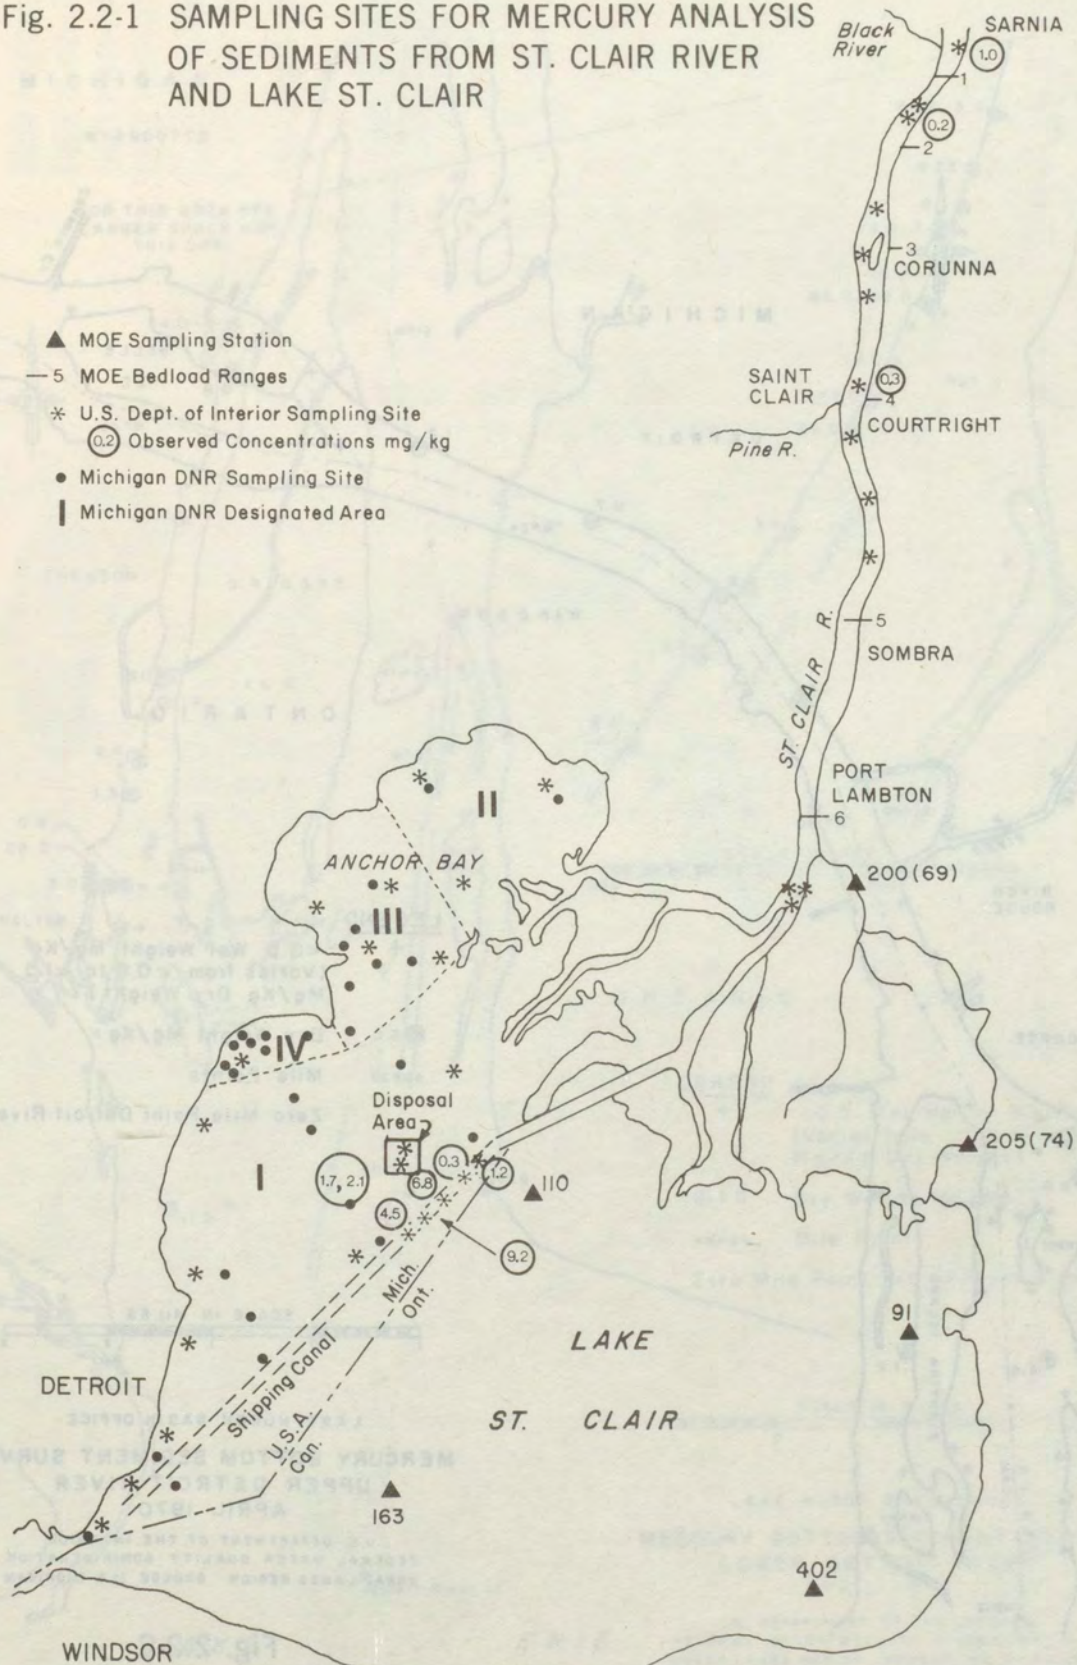 Fig. 2.2-1 SAMPLING SITES FOR MERCURY ANALYSIS
OF SEDIMENTS FROM ST. CLAIR RIVER
AND LAKE ST. CLAIR
Black
River
SARNIA
1.0
1
0.2
2
3
CORUNNA
▲ MOE Sampling Station
— 5 MOE Bedload Ranges
* U.S. Dept. of Interior Sampling Site
0.2 Observed Concentrations mg/kg
• Michigan DNR Sampling Site
I Michigan DNR Designated Area
SAINT
CLAIR
0.3
4
COURTRIGHT
Pine R.
5
SOMBRA
ST. CLAIR R.
PORT
LAMBTON
6
II
ANCHOR BAY
200(69)
III
IV
Disposal
Area
205(74)
I
1.7, 2.1
6.8
0.3
1.2
110
4.5
9.2
Mich.
Ont.
91
LAKE
ST. CLAIR
Shipping Canal
DETROIT
U.S.A.
Can.
163
402
WINDSOR